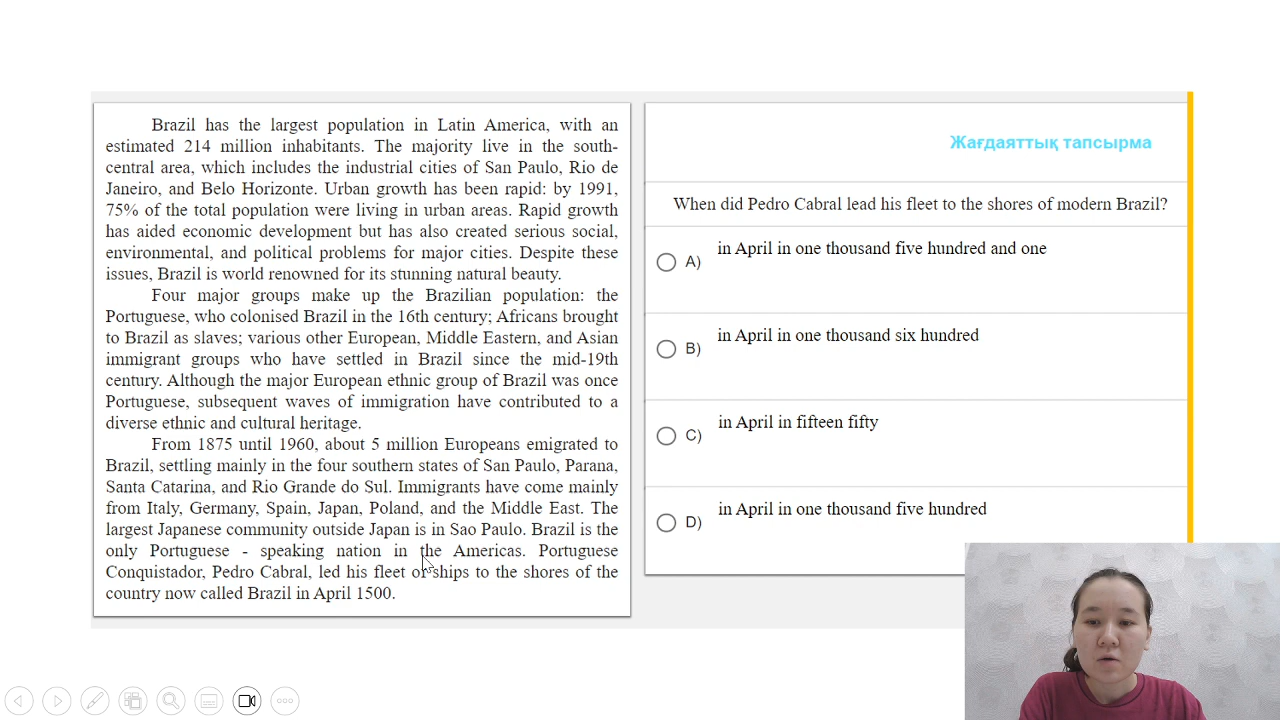 Brazil has the largest population in Latin America, with an
estimated 214 million inhabitants. The majority live in the south-
central area, which includes the industrial cities of San Paulo, Rio de
Janeiro, and Belo Horizonte. Urban growth has been rapid: by 1991,
75% of the total population were living in urban areas. Rapid growth
has aided economic development but has also created serious social,
environmental, and political problems for major cities. Despite these
issues, Brazil is world renowned for its stunning natural beauty.
Four major groups make up the Brazilian population: the
Portuguese, who colonised Brazil in the 16th century; Africans brought
to Brazil as slaves; various other European, Middle Eastern, and Asian
immigrant groups who have settled in Brazil since the mid-19th
century. Although the major European ethnic group of Brazil was once
Portuguese, subsequent waves of immigration have contributed to a
diverse ethnic and cultural heritage.
From 1875 until 1960, about 5 million Europeans emigrated to
Brazil, settling mainly in the four southern states of San Paulo, Parana,
Santa Catarina, and Rio Grande do Sul. Immigrants have come mainly
from Italy, Germany, Spain, Japan, Poland, and the Middle East. The
largest Japanese community outside Japan is in Sao Paulo. Brazil is the
only Portuguese - speaking nation in the Americas. Portuguese
Conquistador, Pedro Cabral, led his fleet of ships to the shores of the
country now called Brazil in April 1500.
Жағдаяттық тапсырма
When did Pedro Cabral lead his fleet to the shores of modern Brazil?
A) in April in one thousand five hundred and one
B) in April in one thousand six hundred
C) in April in fifteen fifty
D) in April in one thousand five hundred